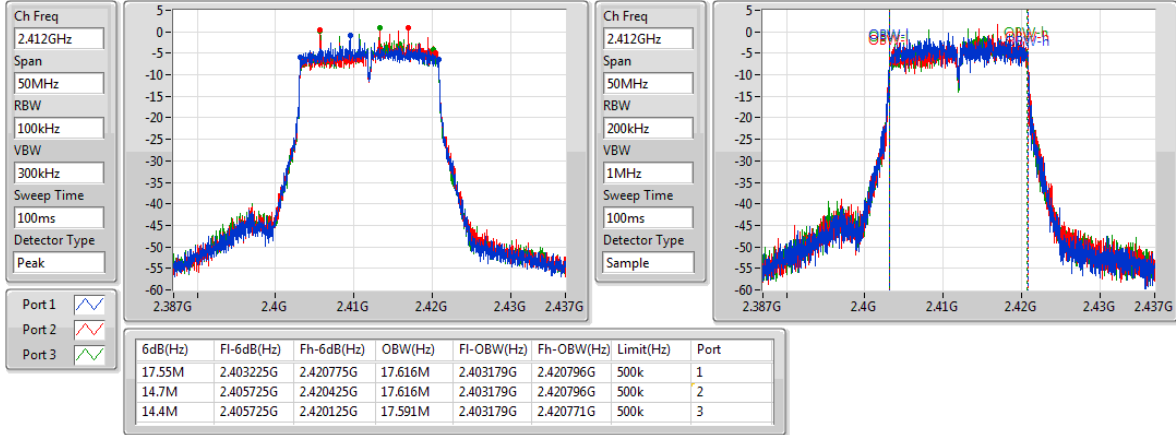 Ch Freq
2.412GHz
Span
50MHz
RBW
100kHz
VBW
300kHz
Sweep Time
100ms
Detector Type
Peak
Port 1
Port 2
Port 3
5
0
-5
-10
-15
-20
-25
-30
-35
-40
-45
-50
-55
-60
2.387G 2.4G 2.41G 2.42G 2.43G 2.437G
Ch Freq
2.412GHz
Span
50MHz
RBW
200kHz
VBW
1MHz
Sweep Time
100ms
Detector Type
Sample
5
0
-5
-10
-15
-20
-25
-30
-35
-40
-45
-50
-55
-60
OBW-l OBW-h
2.387G 2.4G 2.41G 2.42G 2.43G 2.437G
6dB(Hz) Fl-6dB(Hz) Fh-6dB(Hz) OBW(Hz) Fl-OBW(Hz) Fh-OBW(Hz) Limit(Hz) Port
17.55M 2.403225G 2.420775G 17.616M 2.403179G 2.420796G 500k 1
14.7M 2.405725G 2.420425G 17.616M 2.403179G 2.420796G 500k 2
14.4M 2.405725G 2.420125G 17.591M 2.403179G 2.420771G 500k 3